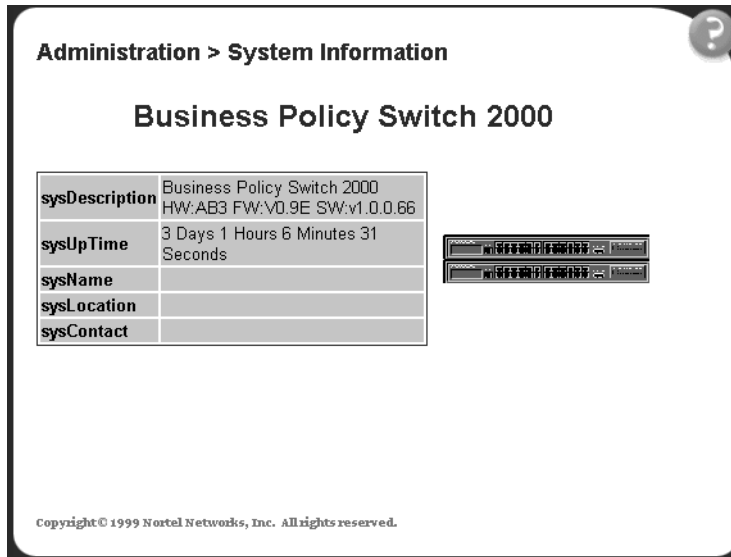 Administration > System Information
?
Business Policy Switch 2000
sysDescription Business Policy Switch 2000
HW:AB3 FW:V0.9E SW:v1.0.0.66
sysUpTime 3 Days 1 Hours 6 Minutes 31
Seconds
sysName
sysLocation
sysContact
Copyright© 1999 Nortel Networks, Inc. All rights reserved.